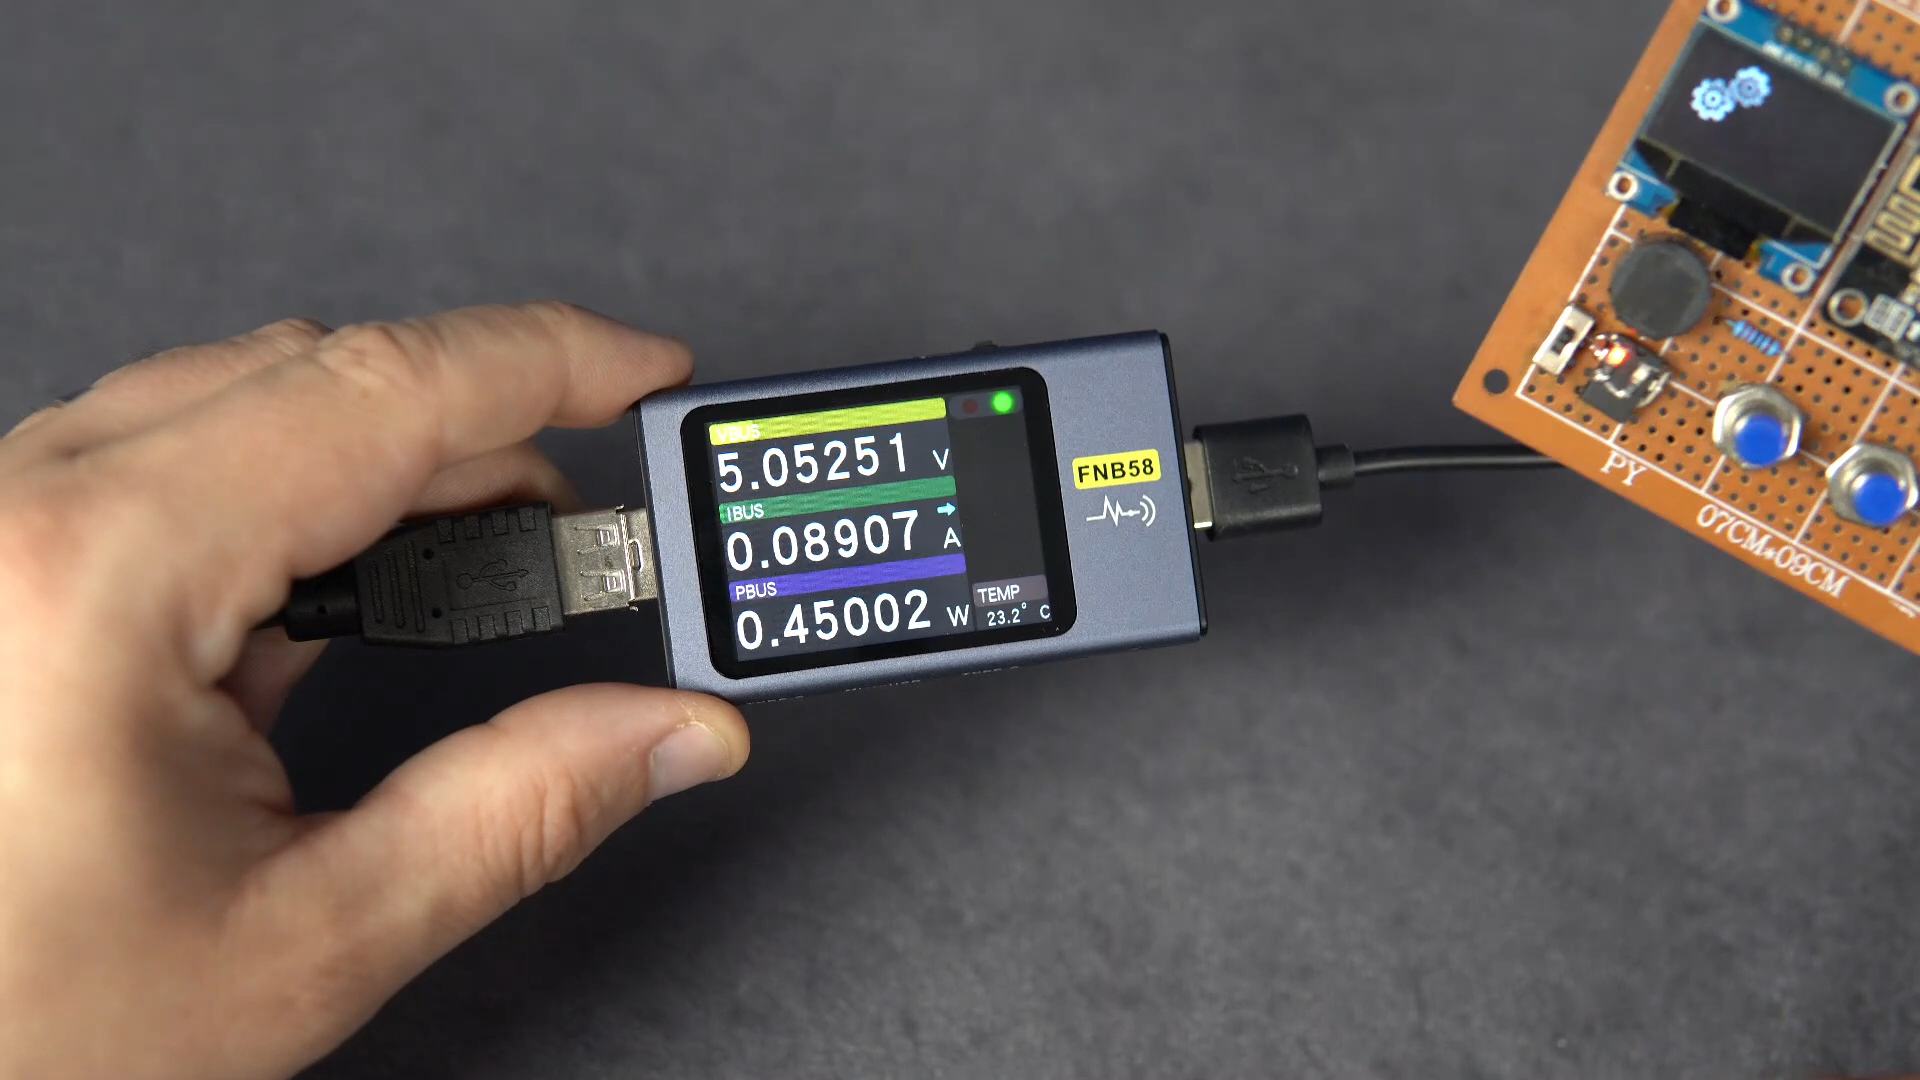 VBUS
5.05251 V
IBUS
0.08907 A
PBUS
0.45002 W
TEMP
23.2° C
FNB58
PY
07CM*09CM